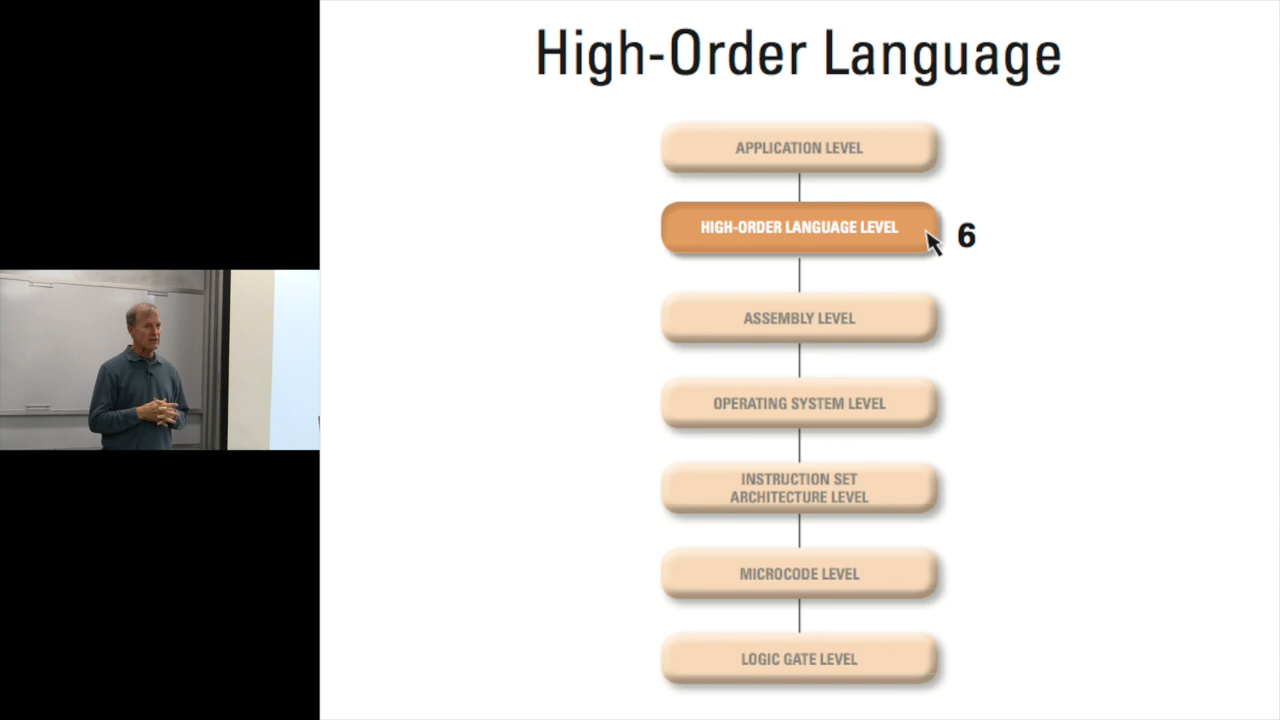 High-Order Language
APPLICATION LEVEL
HIGH-ORDER LANGUAGE LEVEL
6
ASSEMBLY LEVEL
OPERATING SYSTEM LEVEL
INSTRUCTION SET
ARCHITECTURE LEVEL
MICROCODE LEVEL
LOGIC GATE LEVEL